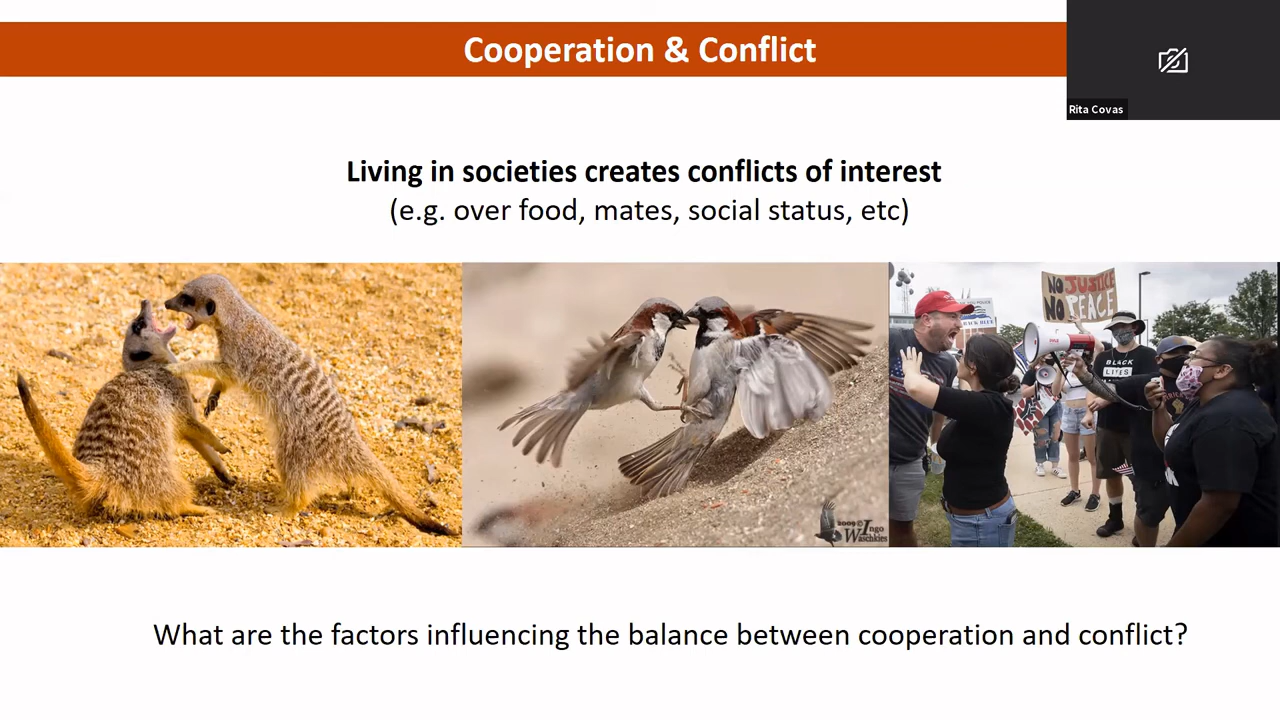 Cooperation & Conflict
Rita Covas
Living in societies creates conflicts of interest
(e.g. over food, mates, social status, etc)
NO JUSTICE
NO PEACE
BLACK
LIVES
2009 © Ingo
Waschkies
What are the factors influencing the balance between cooperation and conflict?